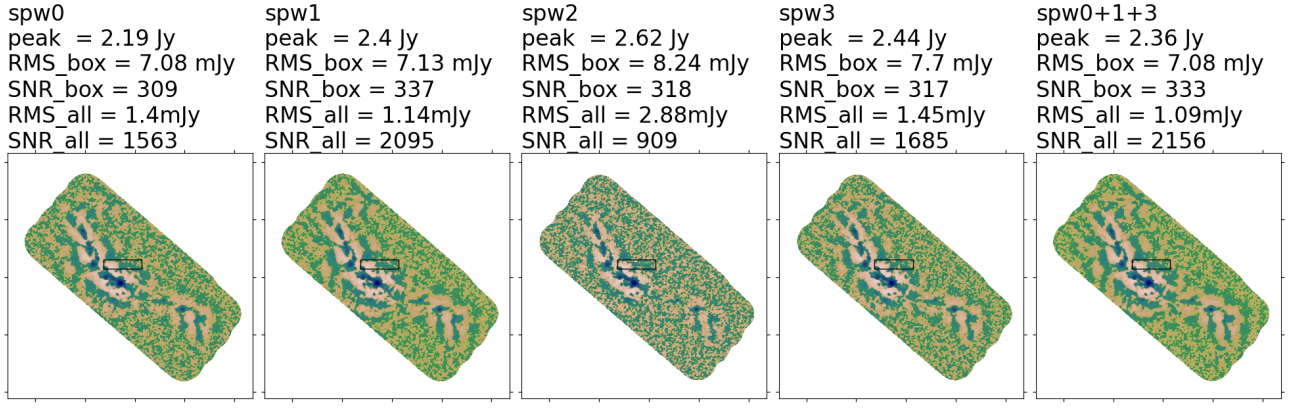 spw0
peak = 2.19 Jy
RMS_box = 7.08 mJy
SNR_box = 309
RMS_all = 1.4mJy
SNR_all = 1563
spw1
peak = 2.4 Jy
RMS_box = 7.13 mJy
SNR_box = 337
RMS_all = 1.14mJy
SNR_all = 2095
spw2
peak = 2.62 Jy
RMS_box = 8.24 mJy
SNR_box = 318
RMS_all = 2.88mJy
SNR_all = 909
spw3
peak = 2.44 Jy
RMS_box = 7.7 mJy
SNR_box = 317
RMS_all = 1.45mJy
SNR_all = 1685
spw0+1+3
peak = 2.36 Jy
RMS_box = 7.08 mJy
SNR_box = 333
RMS_all = 1.09mJy
SNR_all = 2156